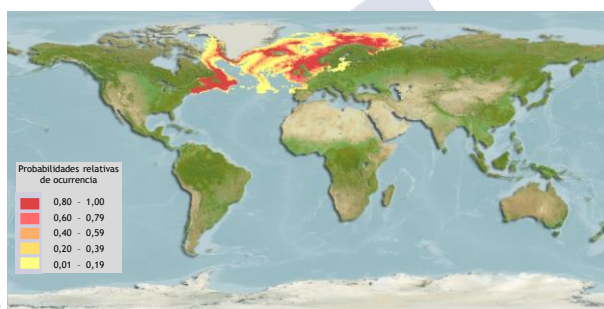 Probabilidades relativas
de ocurrencia
0,80 - 1,00
0,60 - 0,79
0,40 - 0,59
0,20 - 0,39
0,01 - 0,19